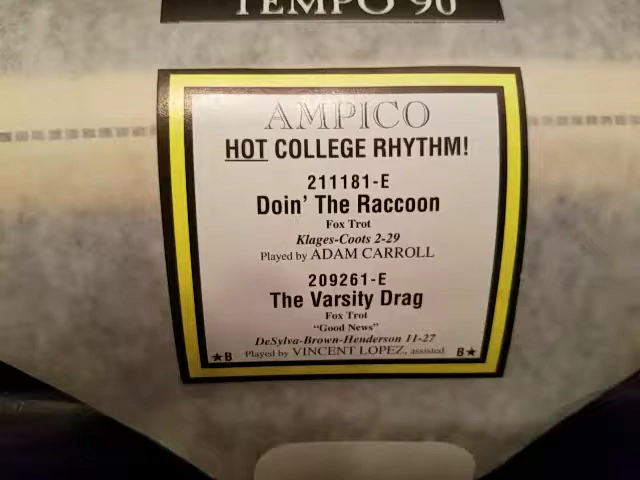 TEMPO 90
AMPICO
HOT COLLEGE RHYTHM!
211181-E
Doin' The Raccoon
Fox Trot
Klages-Coots 2-29
Played by ADAM CARROLL
209261-E
The Varsity Drag
Fox Trot
"Good News"
DeSylva-Brown-Henderson 11-27
★B Played by VINCENT LOPEZ, assisted B★